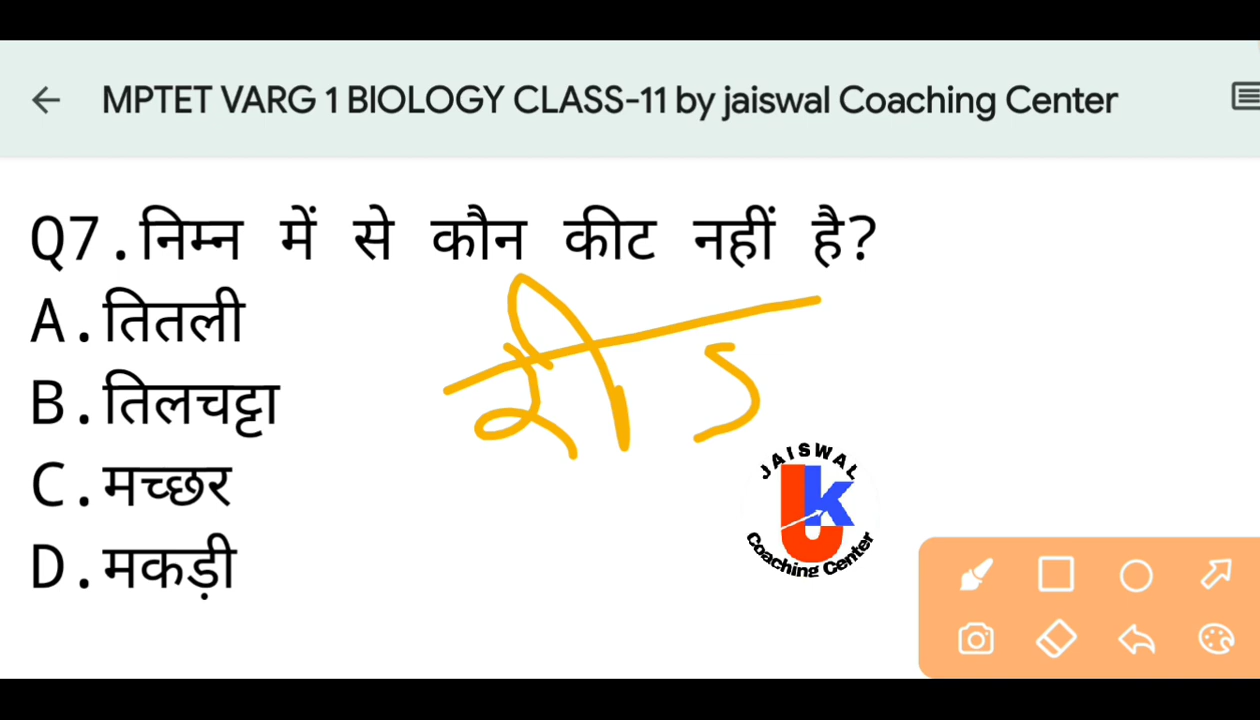 MPTET VARG 1 BIOLOGY CLASS-11 by jaiswal Coaching Center
Q7.निम्न में से कौन कीट नहीं है?
A.तितली
B.तिलचट्टा
C.मच्छर
D.मकड़ी
JAISWAL
JK
Coaching Center